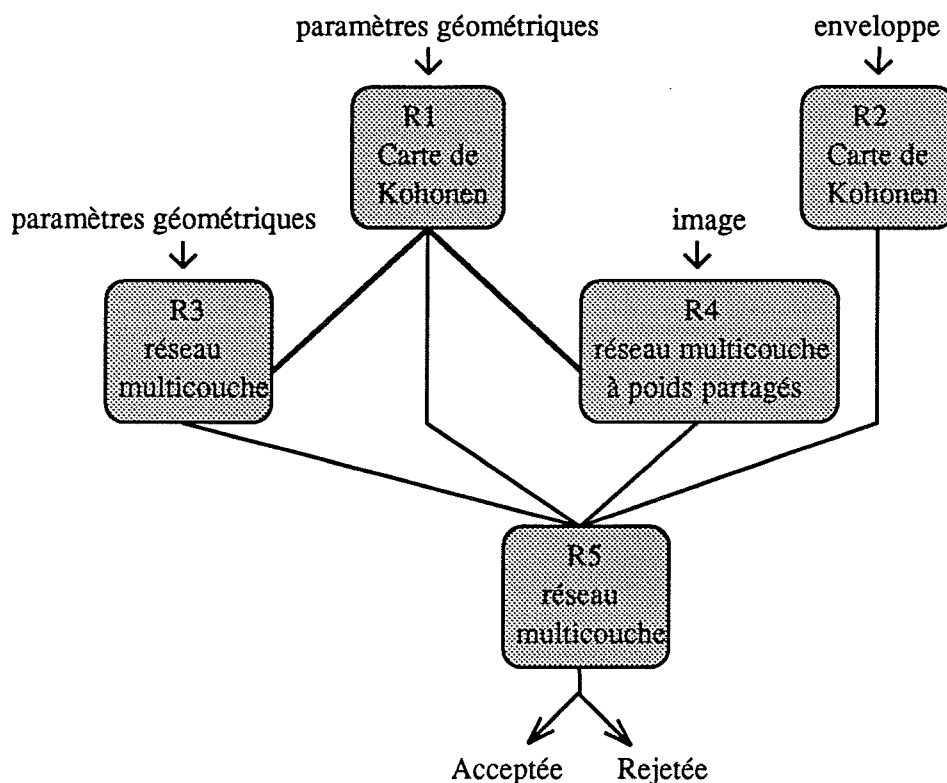 paramètres géométriques
enveloppe
R1
Carte de
Kohonen
R2
Carte de
Kohonen
paramètres géométriques
image
R3
réseau
multicouche
R4
réseau multicouche
à poids partagés
R5
réseau
multicouche
Acceptée
Rejetée